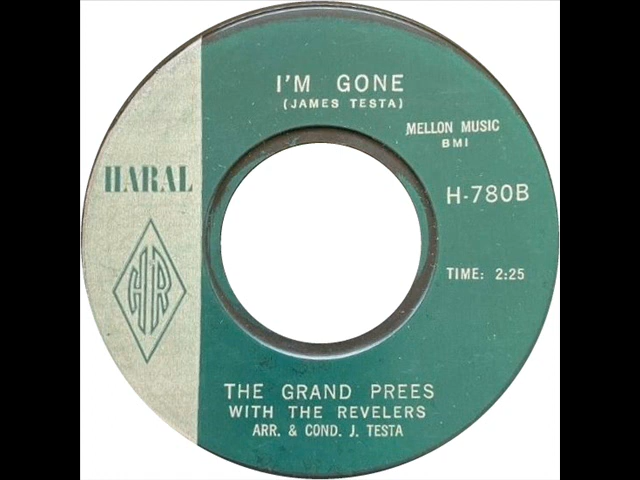 I'M GONE
(JAMES TESTA)
MELLON MUSIC
BMI
HARAL
H-780B
HR
TIME: 2:25
THE GRAND PREES
WITH THE REVELERS
ARR. & COND. J. TESTA